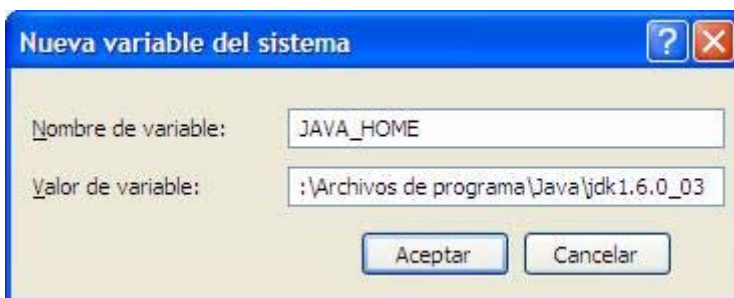 Nueva variable del sistema
Nombre de variable: JAVA_HOME
Valor de variable: :\Archivos de programa\Java\jdk1.6.0_03
Aceptar Cancelar